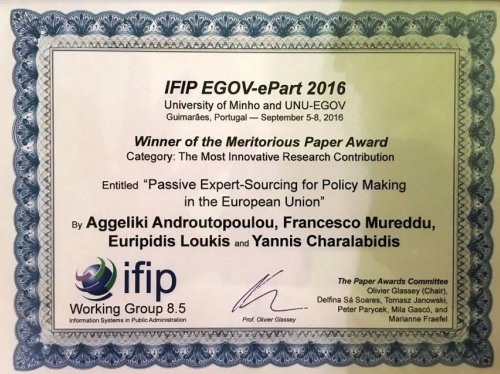 IFIP EGOV-ePart 2016
University of Minho and UNU-EGOV
Guimarães, Portugal — September 5-8, 2016
Winner of the Meritorious Paper Award
Category: The Most Innovative Research Contribution
Entitled “Passive Expert-Sourcing for Policy Making
in the European Union”
By Aggeliki Androutopoulou, Francesco Mureddu,
Euripidis Loukis and Yannis Charalabidis
ifip
Working Group 8.5
Information Systems in Public Administration
Prof. Olivier Glassey
The Paper Awards Committee
Olivier Glassey (Chair),
Delfina Sá Soares, Tomasz Janowski,
Peter Parycek, Mila Gascó, and
Marianne Fraefel